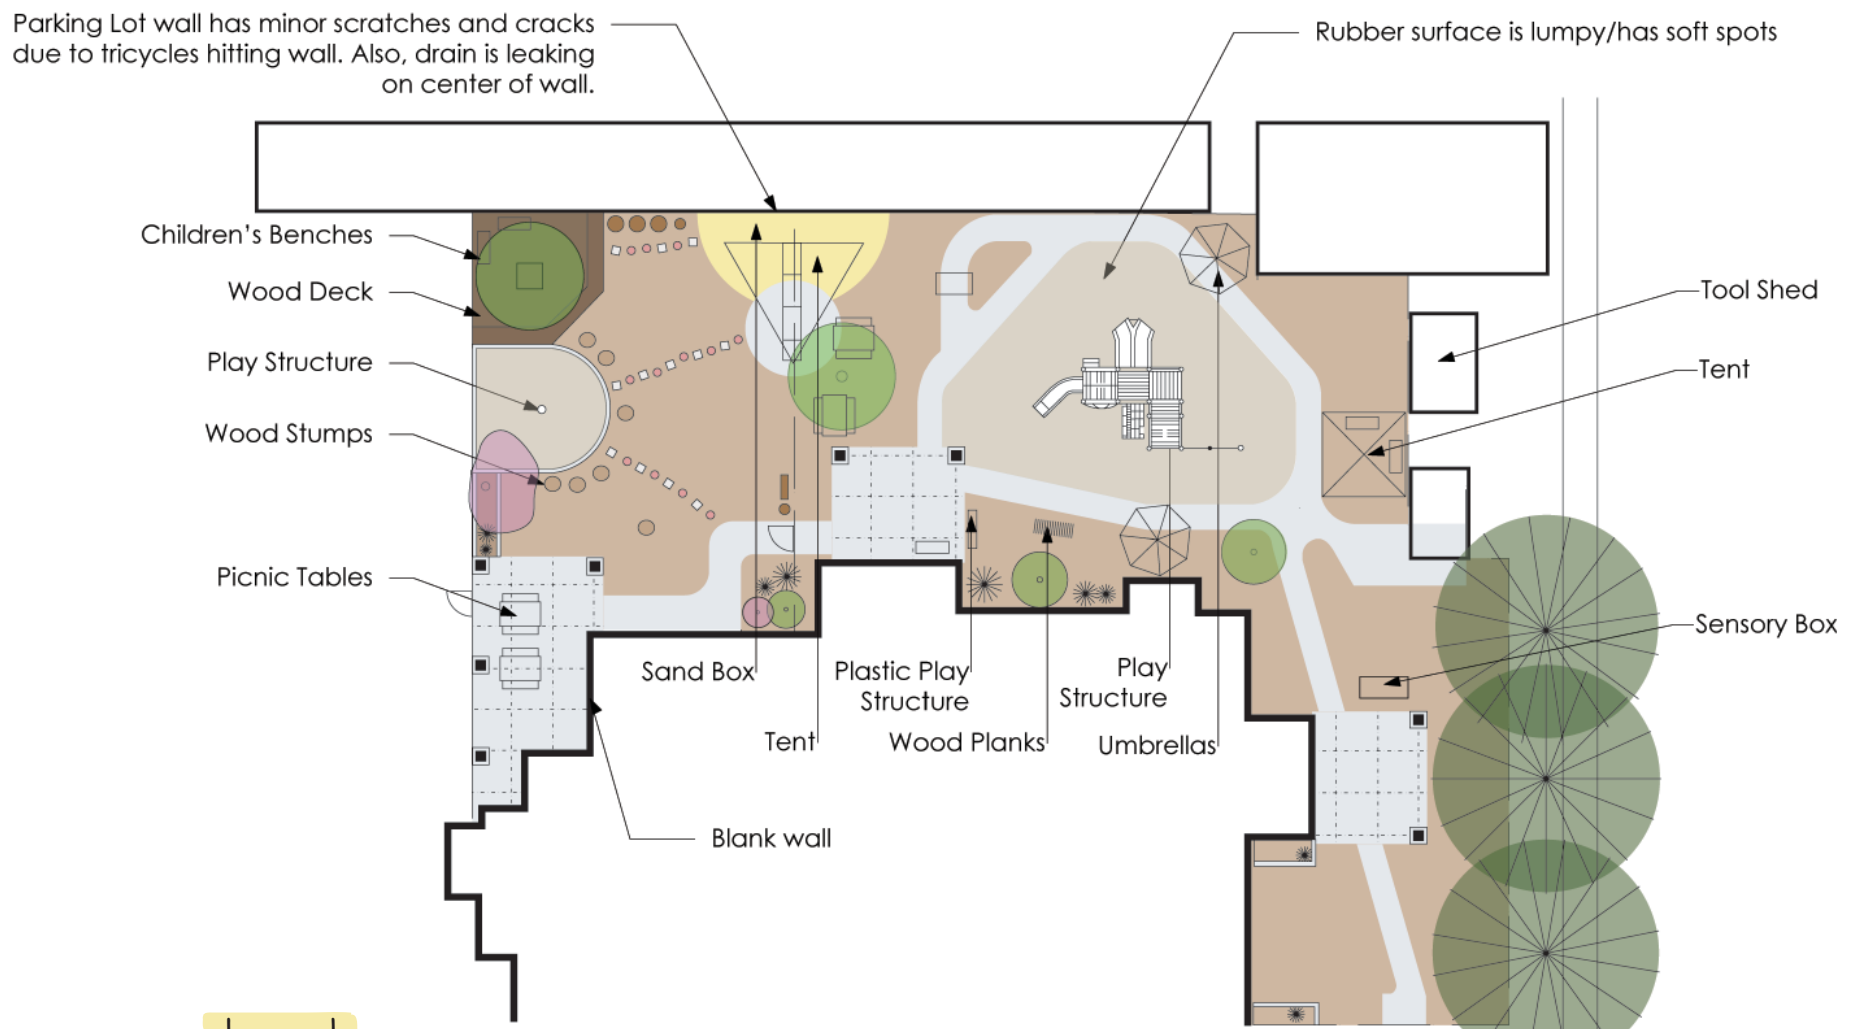 Parking Lot wall has minor scratches and cracks
due to tricycles hitting wall. Also, drain is leaking
on center of wall.
Rubber surface is lumpy/has soft spots
Children's Benches
Wood Deck
Play Structure
Wood Stumps
Picnic Tables
Tool Shed
Tent
Sensory Box
Sand Box
Plastic Play
Structure
Play
Structure
Tent
Wood Planks
Umbrellas
Blank wall